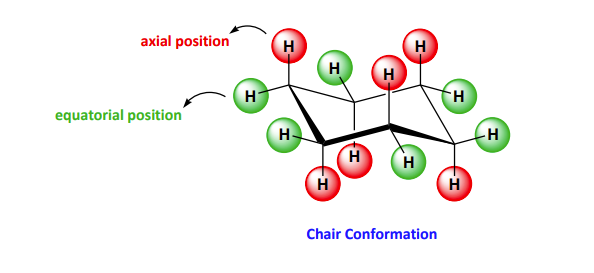 axial position
H H
H H
H
H H
equatorial position
H H
H H
H H
Chair Conformation